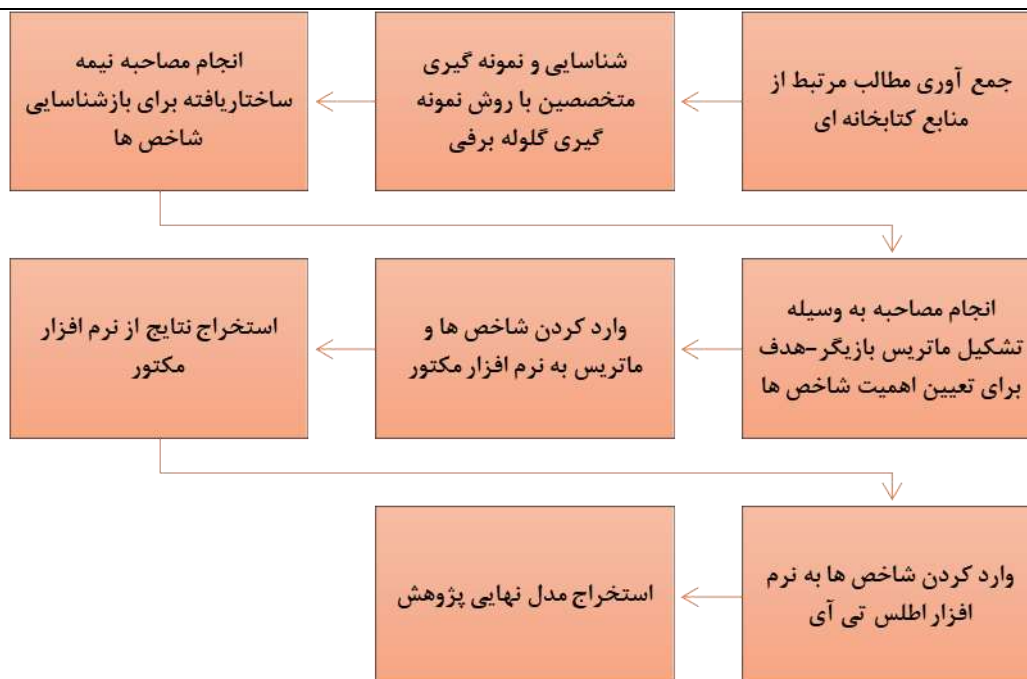 جمع آوری مطالب مرتبط از
منابع کتابخانه ای
شناسایی و نمونه گیری
متخصصین با روش نمونه
گیری گلوله برفی
انجام مصاحبه نیمه
ساختاریافته برای بازشناسایی
شاخص ها
انجام مصاحبه به وسیله
تشکیل ماتریس بازیگر-هدف
برای تعیین اهمیت شاخص ها
وارد کردن شاخص ها و
ماتریس به نرم افزار مکتور
استخراج نتایج از نرم افزار
مکتور
وارد کردن شاخص ها به نرم
افزار اطلس تی آی
استخراج مدل نهایی پژوهش